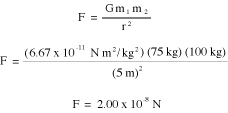 F = G m₁ m₂ / r²
F = (6.67 x 10⁻¹¹ N m²/kg²) (75 kg) (100 kg) / (5 m)²
F = 2.00 x 10⁻⁸ N